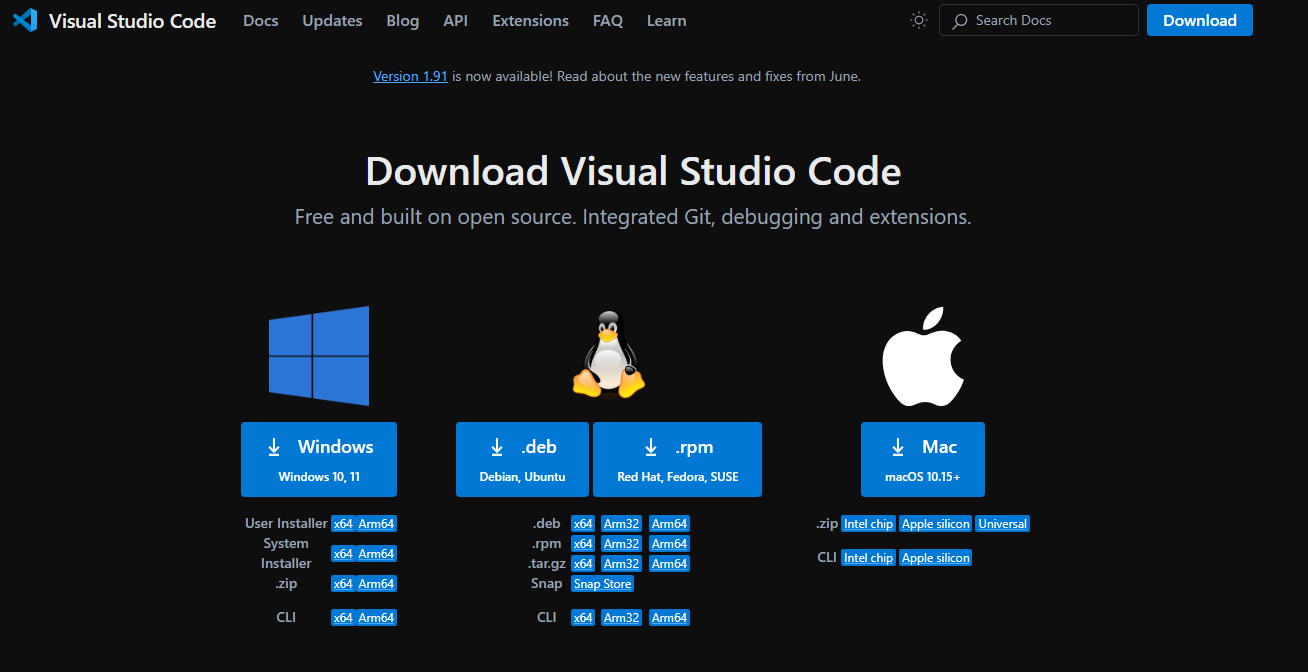 Visual Studio Code Docs Updates Blog API Extensions FAQ Learn Search Docs Download
Version 1.91 is now available! Read about the new features and fixes from June.
Download Visual Studio Code
Free and built on open source. Integrated Git, debugging and extensions.
Windows
Windows 10, 11
User Installer x64 Arm64
System
Installer x64 Arm64
.zip x64 Arm64
CLI x64 Arm64
.deb
Debian, Ubuntu
.rpm
Red Hat, Fedora, SUSE
.deb x64 Arm32 Arm64
.rpm x64 Arm32 Arm64
.tar.gz x64 Arm32 Arm64
Snap Snap Store
CLI x64 Arm32 Arm64
Mac
macOS 10.15+
.zip Intel chip Apple silicon Universal
CLI Intel chip Apple silicon